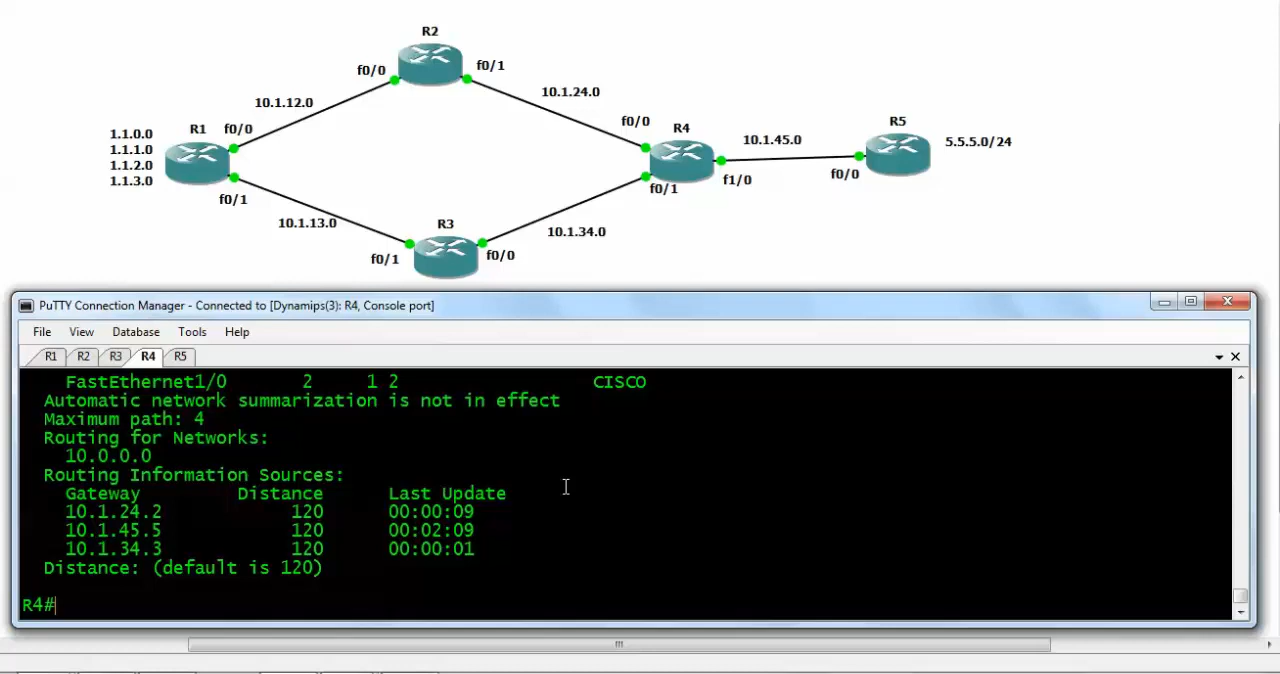 R2
f0/0
f0/1
10.1.12.0
10.1.24.0
1.1.0.0
1.1.1.0
1.1.2.0
1.1.3.0
R1
f0/0
f0/1
f0/0
R4
10.1.45.0
R5
5.5.5.0/24
f0/1
f1/0
f0/0
10.1.13.0
R3
10.1.34.0
f0/1
f0/0
PuTTY Connection Manager - Connected to [Dynamips(3): R4, Console port]
File View Database Tools Help
R1 R2 R3 R4 R5
FastEthernet1/0 2 1 2 CISCO
Automatic network summarization is not in effect
Maximum path: 4
Routing for Networks:
10.0.0.0
Routing Information Sources:
Gateway Distance Last Update
10.1.24.2 120 00:00:09
10.1.45.5 120 00:02:09
10.1.34.3 120 00:00:01
Distance: (default is 120)
R4#